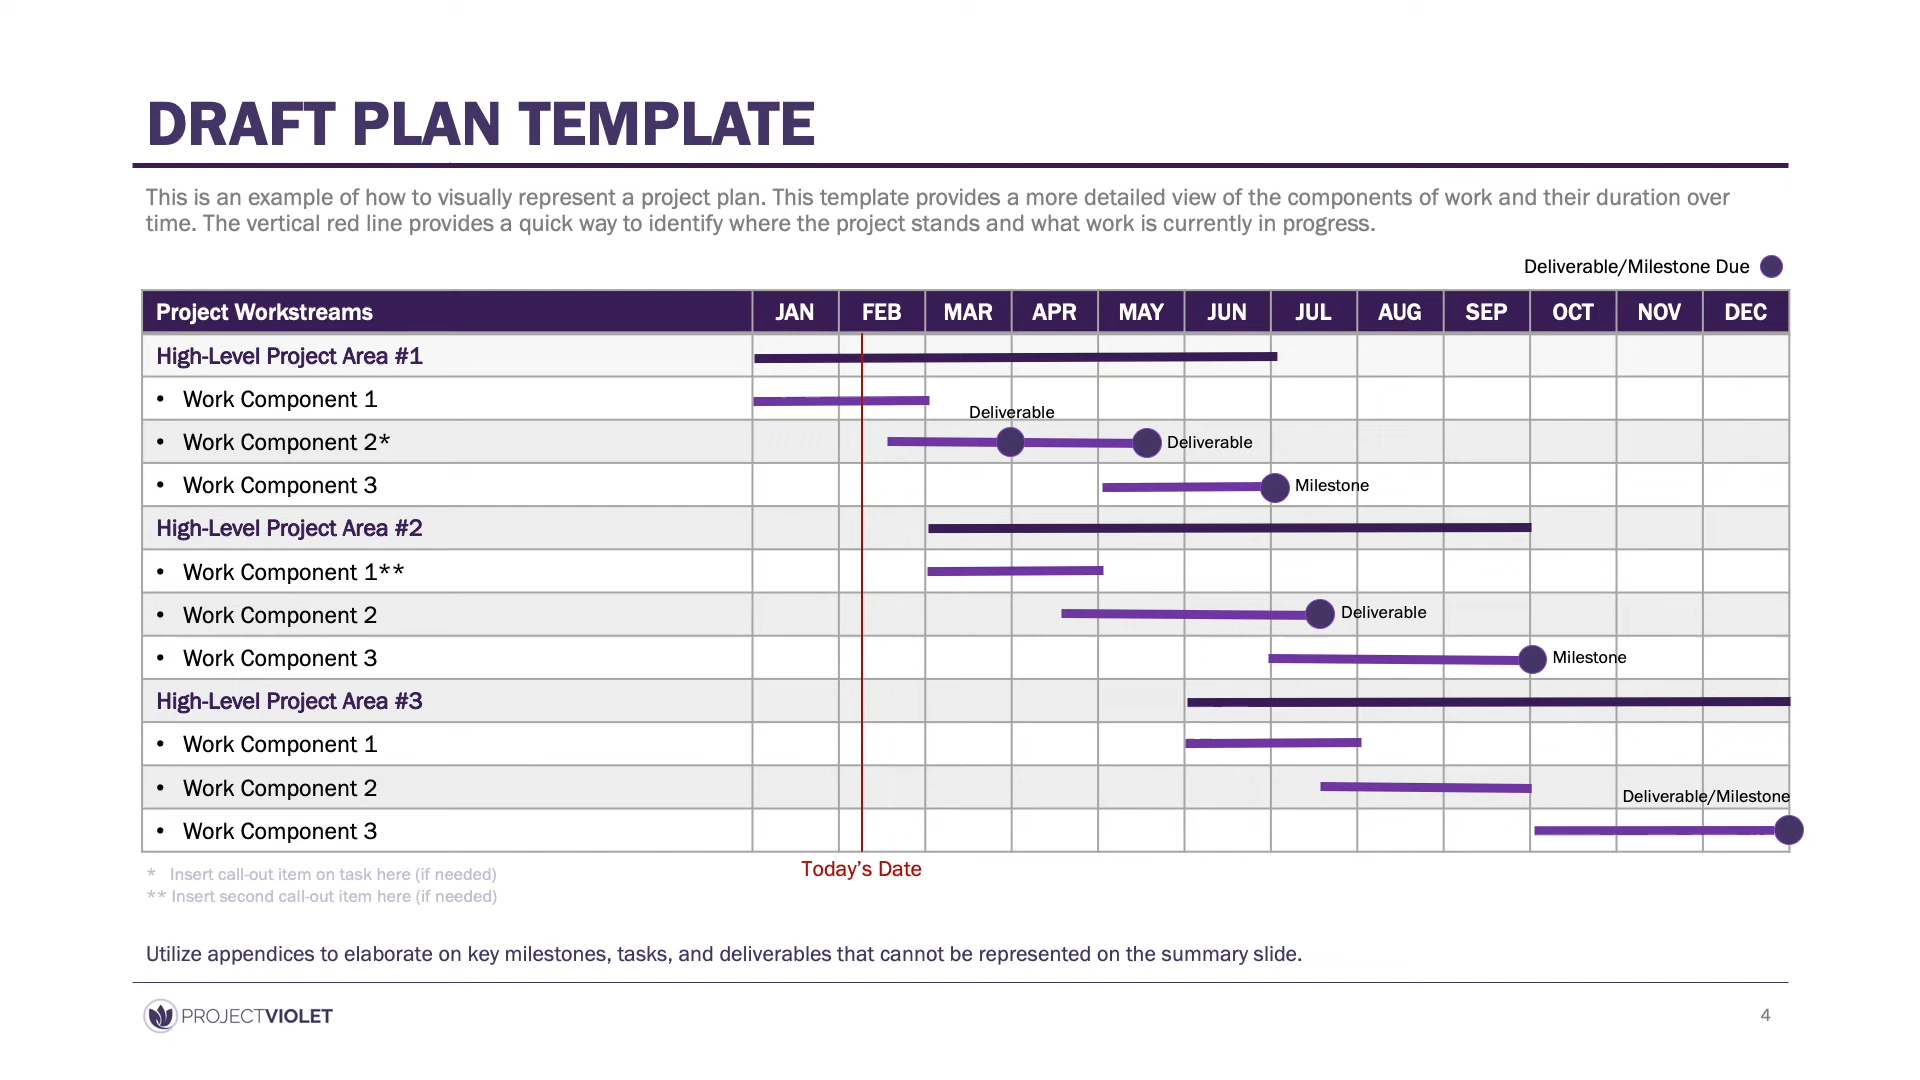 DRAFT PLAN TEMPLATE
This is an example of how to visually represent a project plan. This template provides a more detailed view of the components of work and their duration over
time. The vertical red line provides a quick way to identify where the project stands and what work is currently in progress.
Deliverable/Milestone Due
Project Workstreams JAN FEB MAR APR MAY JUN JUL AUG SEP OCT NOV DEC
High-Level Project Area #1
• Work Component 1
Deliverable
• Work Component 2* Deliverable
• Work Component 3 Milestone
High-Level Project Area #2
• Work Component 1**
• Work Component 2 Deliverable
• Work Component 3 Milestone
High-Level Project Area #3
• Work Component 1
• Work Component 2
Deliverable/Milestone
• Work Component 3
Today's Date
* Insert call-out item on task here (if needed)
** Insert second call-out item here (if needed)
Utilize appendices to elaborate on key milestones, tasks, and deliverables that cannot be represented on the summary slide.
PROJECTVIOLET
4